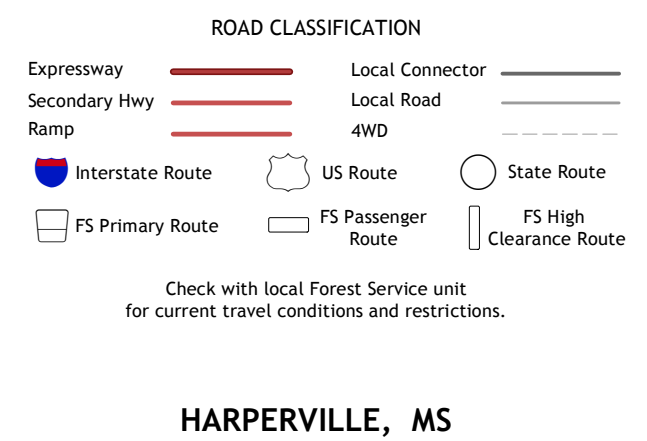 ROAD CLASSIFICATION
Expressway
Local Connector
Secondary Hwy
Local Road
Ramp
4WD
Interstate Route
US Route
State Route
FS Primary Route
FS Passenger
Route
FS High
Clearance Route
Check with local Forest Service unit
for current travel conditions and restrictions.
HARPERVILLE, MS